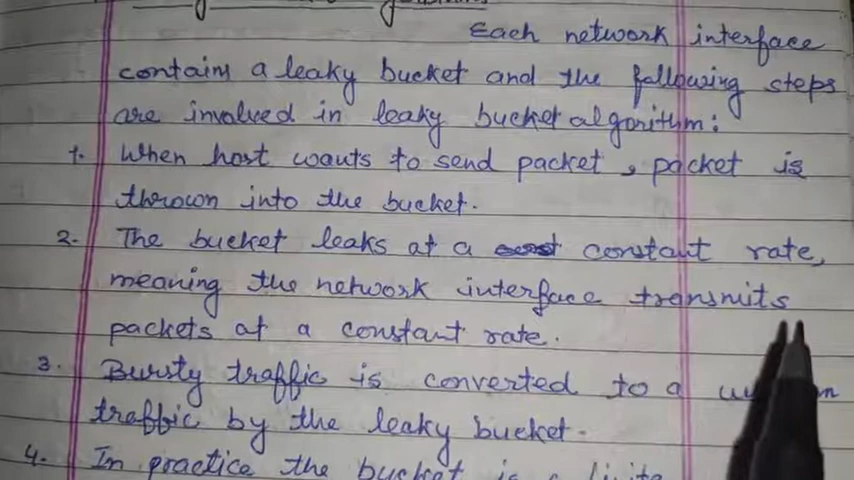 Each network interface
contains a leaky bucket and the following steps
are involved in leaky bucket algorithm:
1. When host wants to send packet, packet is
thrown into the bucket.
2. The bucket leaks at a constant rate,
meaning the network interface transmits
packets at a constant rate.
3. Bursty traffic is converted to a
traffic by the leaky bucket.
4. In practice the bucket is a finite